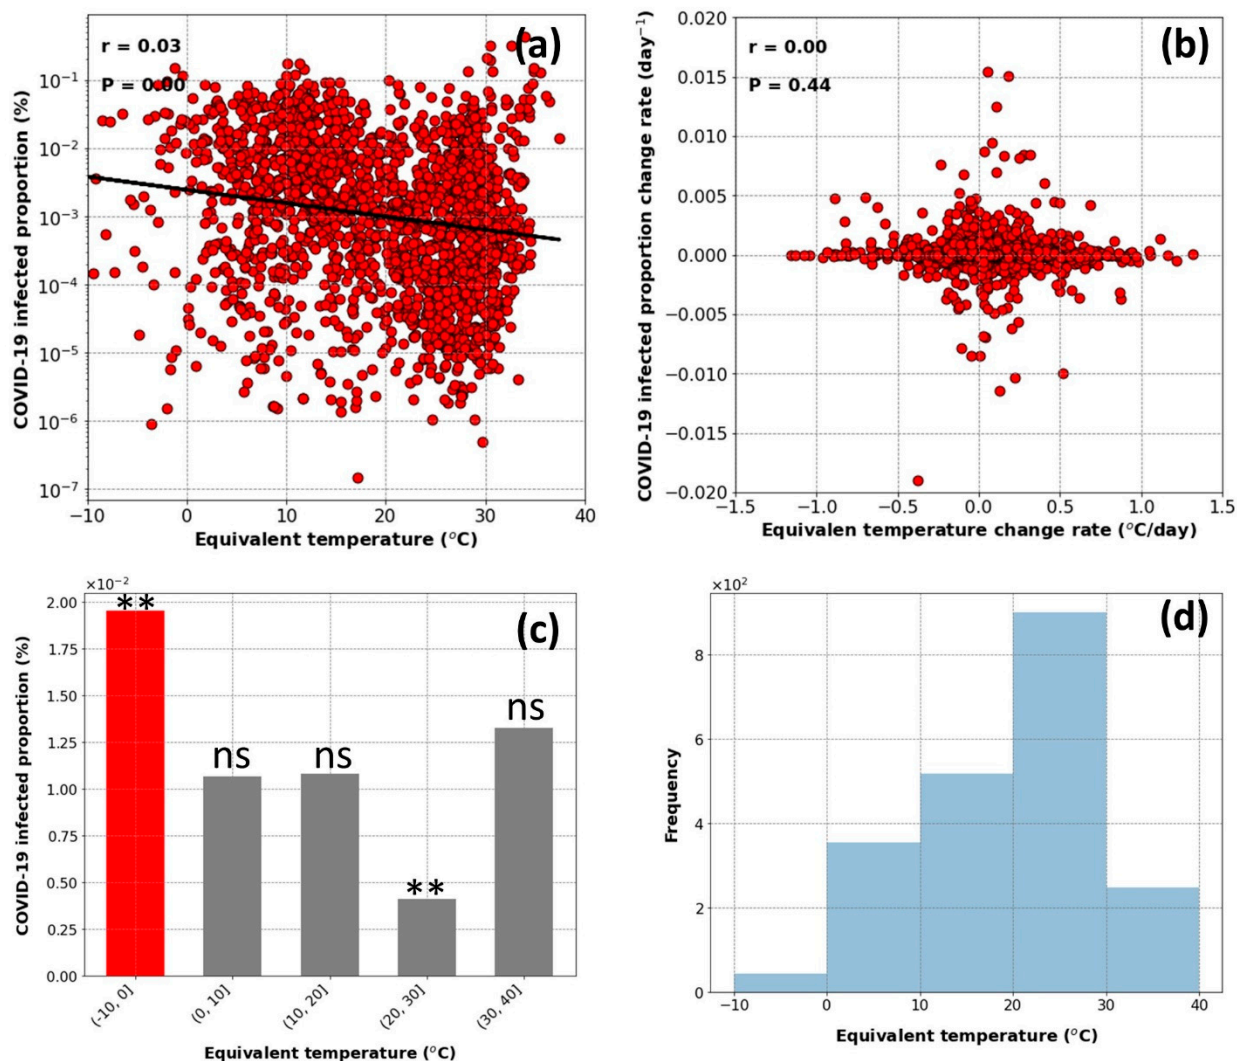 (a)
r = 0.03
P = 0.00
COVID-19 infected proportion (%)
10⁻¹
10⁻²
10⁻³
10⁻⁴
10⁻⁵
10⁻⁶
10⁻⁷
−10 0 10 20 30 40
Equivalent temperature (°C)
(b)
r = 0.00
P = 0.44
COVID-19 infected proportion change rate (day⁻¹)
0.020
0.015
0.010
0.005
0.000
−0.005
−0.010
−0.015
−0.020
−1.5 −1.0 −0.5 0.0 0.5 1.0 1.5
Equivalen temperature change rate (°C/day)
×10⁻²
(c)
COVID-19 infected proportion (%)
2.00
1.75
1.50
1.25
1.00
0.75
0.50
0.25
0.00
**
ns
ns
**
ns
(-10, 0] (0, 10] (10, 20] (20, 30] (30, 40]
Equivalent temperature (°C)
×10²
(d)
Frequency
8
6
4
2
0
−10 0 10 20 30 40
Equivalent temperature (°C)